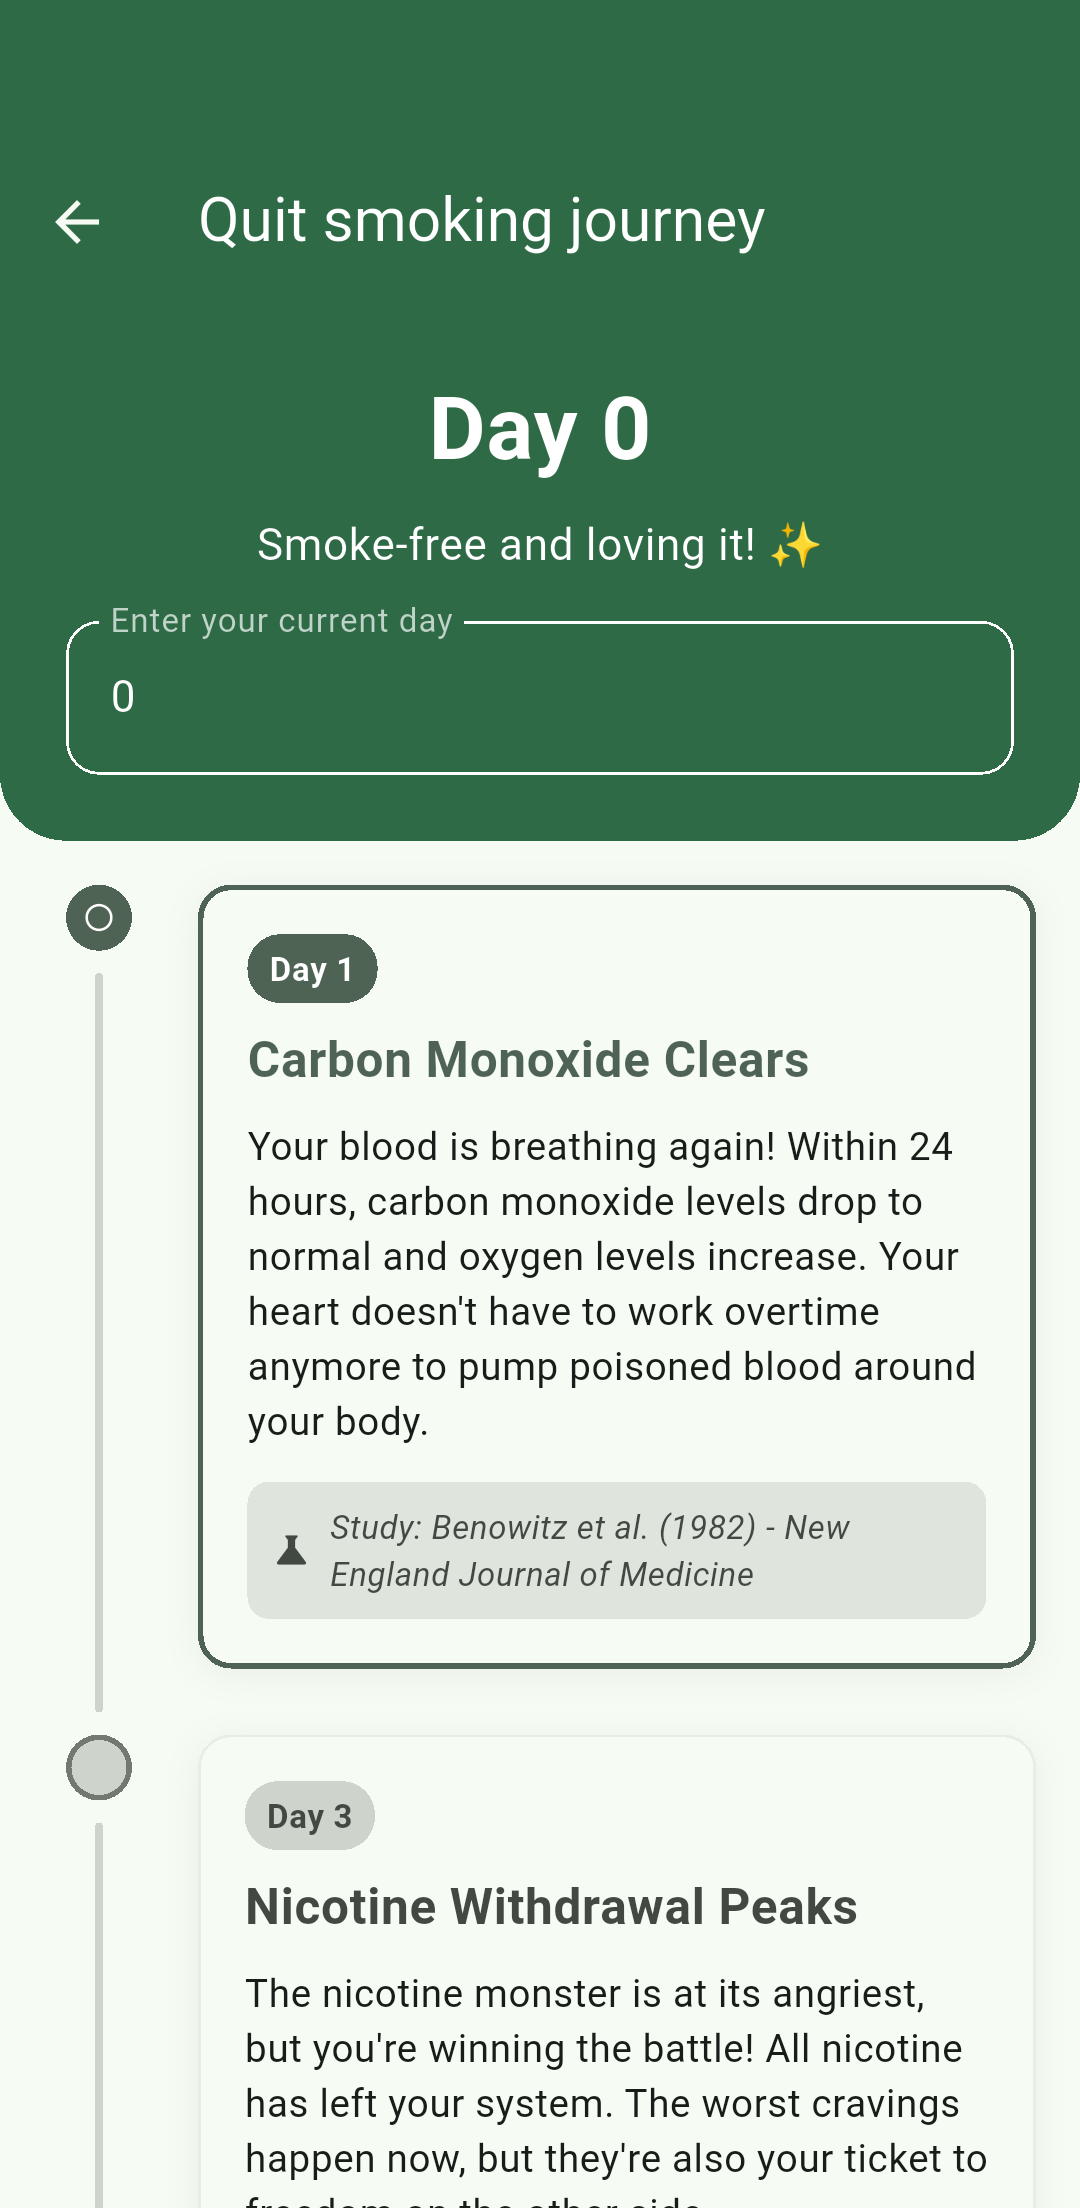 Quit smoking journey
Day 0
Smoke-free and loving it! ✨
Enter your current day
0
Day 1
Carbon Monoxide Clears
Your blood is breathing again! Within 24
hours, carbon monoxide levels drop to
normal and oxygen levels increase. Your
heart doesn't have to work overtime
anymore to pump poisoned blood around
your body.
Study: Benowitz et al. (1982) - New
England Journal of Medicine
Day 3
Nicotine Withdrawal Peaks
The nicotine monster is at its angriest,
but you're winning the battle! All nicotine
has left your system. The worst cravings
happen now, but they're also your ticket to
freedom on the other side.